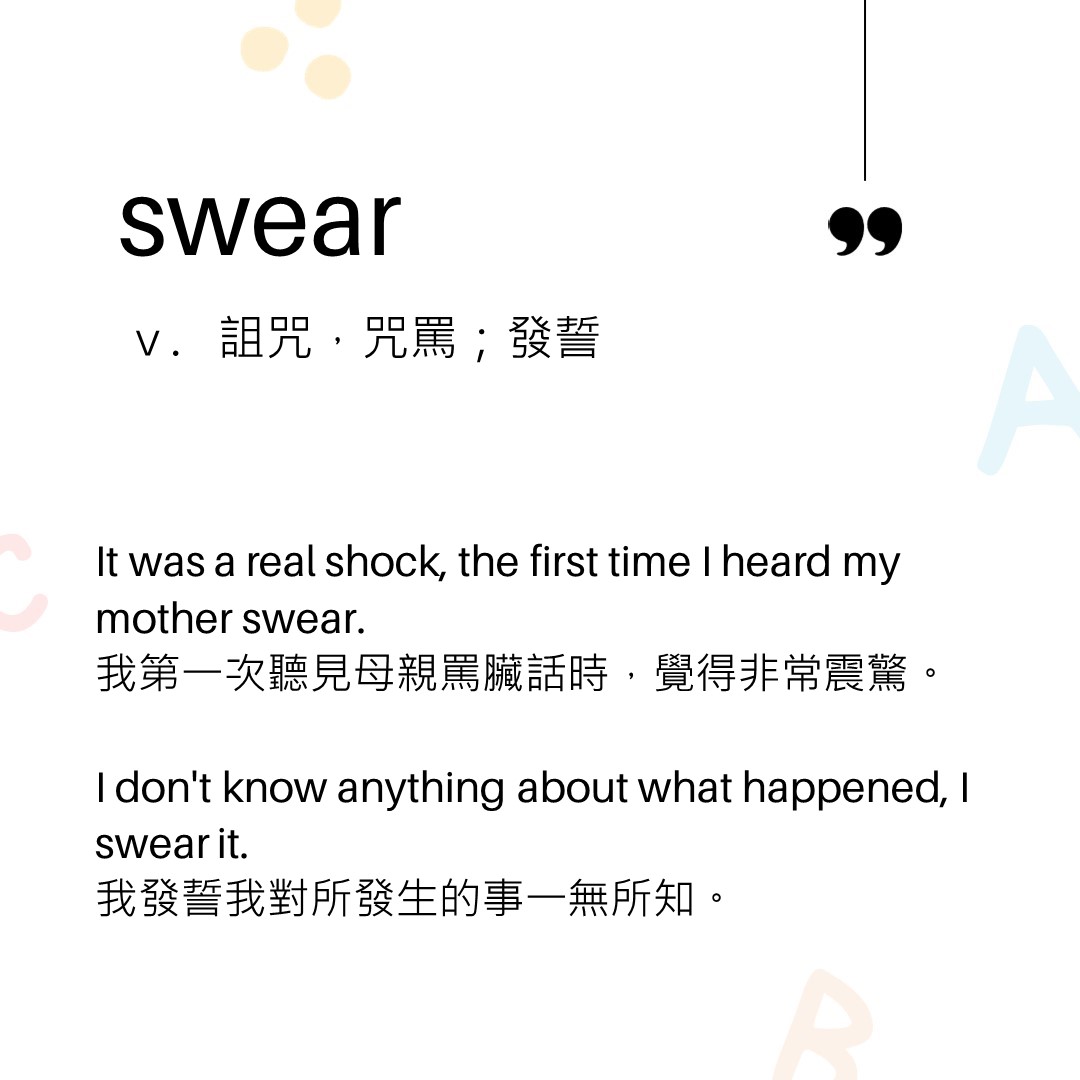 swear
”
v. 詛咒，咒罵；發誓
It was a real shock, the first time I heard my
mother swear.
我第一次聽見母親罵臟話時，覺得非常震驚。
I don't know anything about what happened, I
swear it.
我發誓我對所發生的事一無所知。
A
C
B